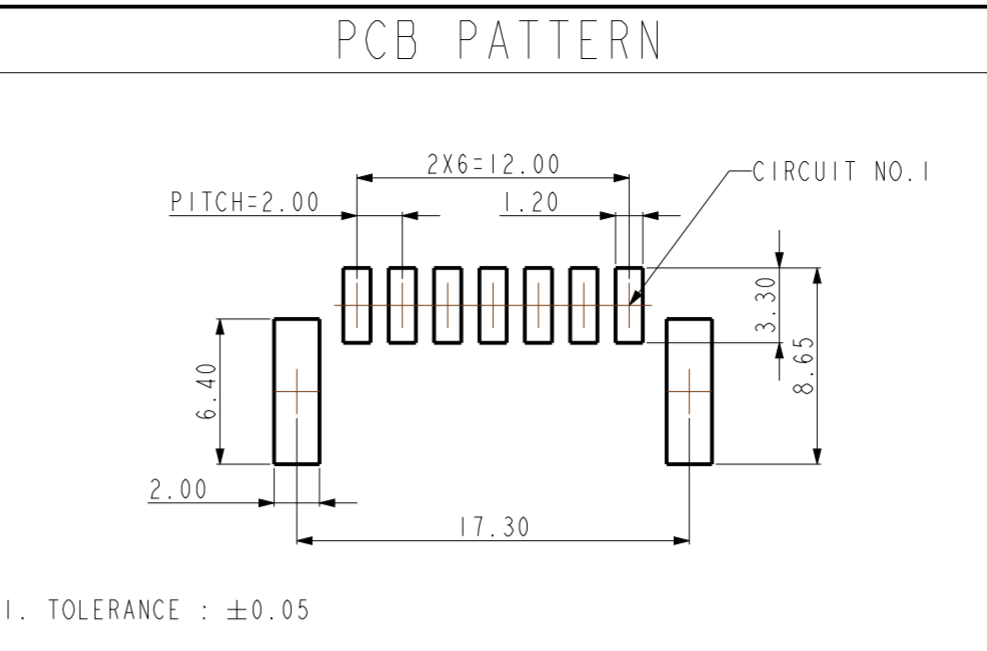 PCB PATTERN
2X6=12.00
CIRCUIT NO.1
PITCH=2.00
1.20
3.30
8.65
6.40
2.00
17.30
1. TOLERANCE : ±0.05